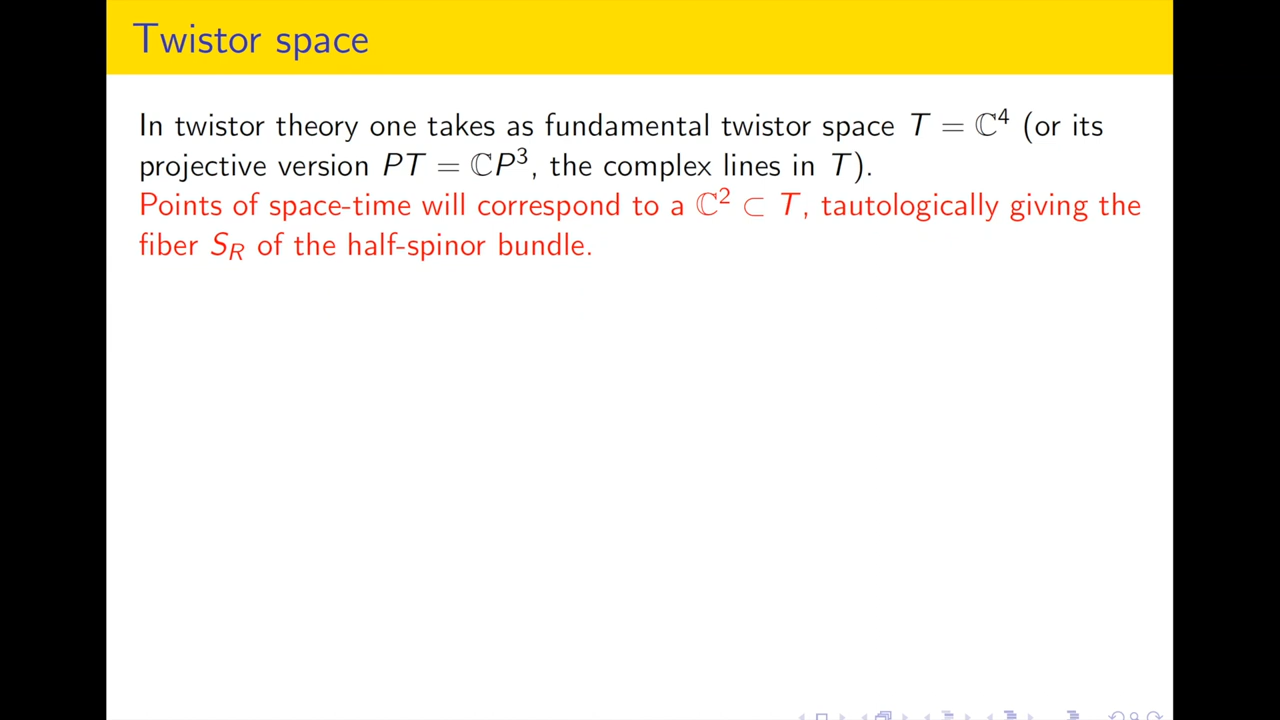 Twistor space
In twistor theory one takes as fundamental twistor space T = ℂ⁴ (or its
projective version PT = ℂP³, the complex lines in T).
Points of space-time will correspond to a ℂ² ⊂ T, tautologically giving the
fiber S_R of the half-spinor bundle.